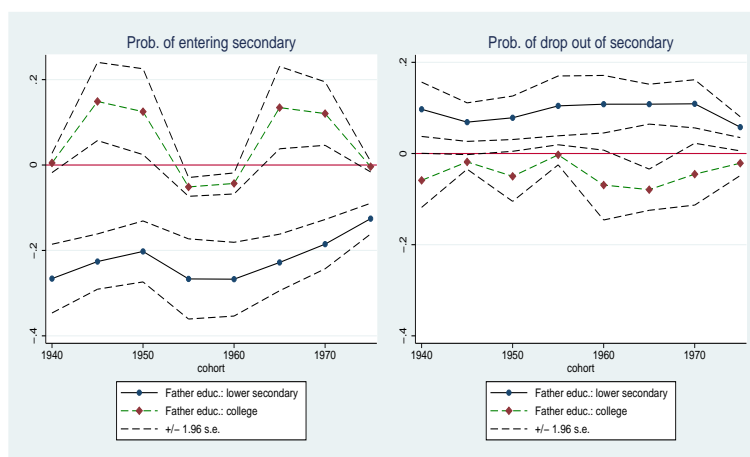 Prob. of entering secondary
.2
0
-.2
-.4
1940 1950 1960 1970
cohort
Father educ.: lower secondary
Father educ.: college
+/- 1.96 s.e.
Prob. of drop out of secondary
.2
0
-.2
-.4
1940 1950 1960 1970
cohort
Father educ.: lower secondary
Father educ.: college
+/- 1.96 s.e.